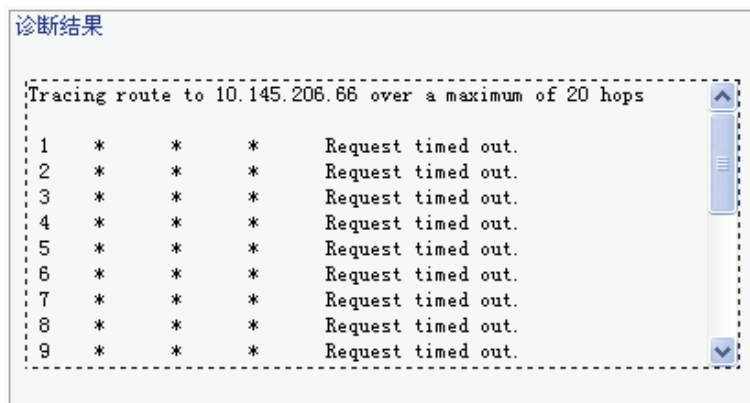 诊断结果
Tracing route to 10.145.206.66 over a maximum of 20 hops
1 * * * Request timed out.
2 * * * Request timed out.
3 * * * Request timed out.
4 * * * Request timed out.
5 * * * Request timed out.
6 * * * Request timed out.
7 * * * Request timed out.
8 * * * Request timed out.
9 * * * Request timed out.